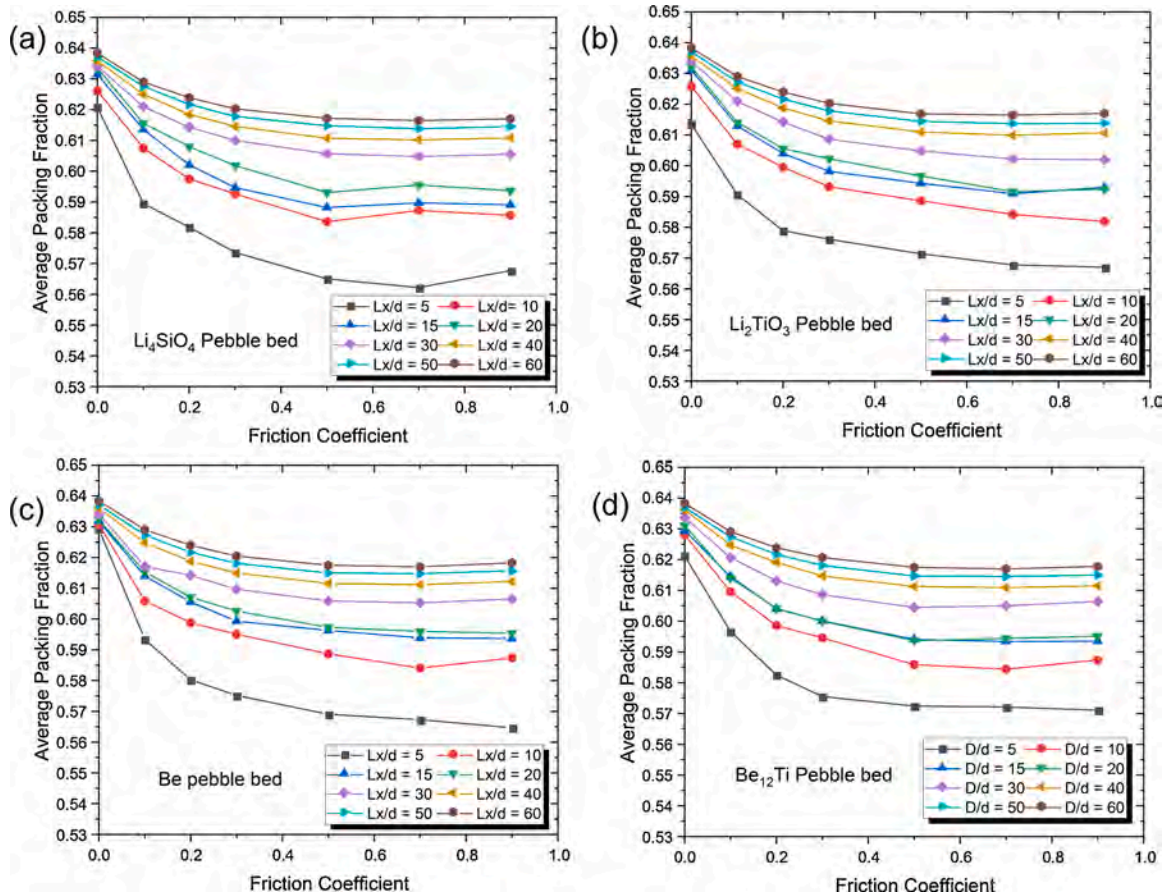 (a)
0.65
0.64
0.63
0.62
0.61
0.60
0.59
0.58
0.57
0.56
0.55
0.54
0.53
Average Packing Fraction
Li₄SiO₄ Pebble bed
Lx/d = 5 Lx/d= 10
Lx/d = 15 Lx/d = 20
Lx/d = 30 Lx/d = 40
Lx/d = 50 Lx/d = 60
0.0 0.2 0.4 0.6 0.8 1.0
Friction Coefficient
(b)
0.65
0.64
0.63
0.62
0.61
0.60
0.59
0.58
0.57
0.56
0.55
0.54
0.53
Average Packing Fraction
Li₂TiO₃ Pebble bed
Lx/d = 5 Lx/d = 10
Lx/d = 15 Lx/d = 20
Lx/d = 30 Lx/d = 40
Lx/d = 50 Lx/d = 60
0.0 0.2 0.4 0.6 0.8 1.0
Friction Coefficient
(c)
0.65
0.64
0.63
0.62
0.61
0.60
0.59
0.58
0.57
0.56
0.55
0.54
0.53
Average Packing Fraction
Be pebble bed
Lx/d = 5 Lx/d = 10
Lx/d = 15 Lx/d = 20
Lx/d = 30 Lx/d = 40
Lx/d = 50 Lx/d = 60
0.0 0.2 0.4 0.6 0.8 1.0
Friction Coefficient
(d)
0.65
0.64
0.63
0.62
0.61
0.60
0.59
0.58
0.57
0.56
0.55
0.54
0.53
Average Packing Fraction
Be₁₂Ti Pebble bed
D/d = 5 D/d = 10
D/d = 15 D/d = 20
D/d = 30 D/d = 40
D/d = 50 D/d = 60
0.0 0.2 0.4 0.6 0.8 1.0
Friction Coefficient